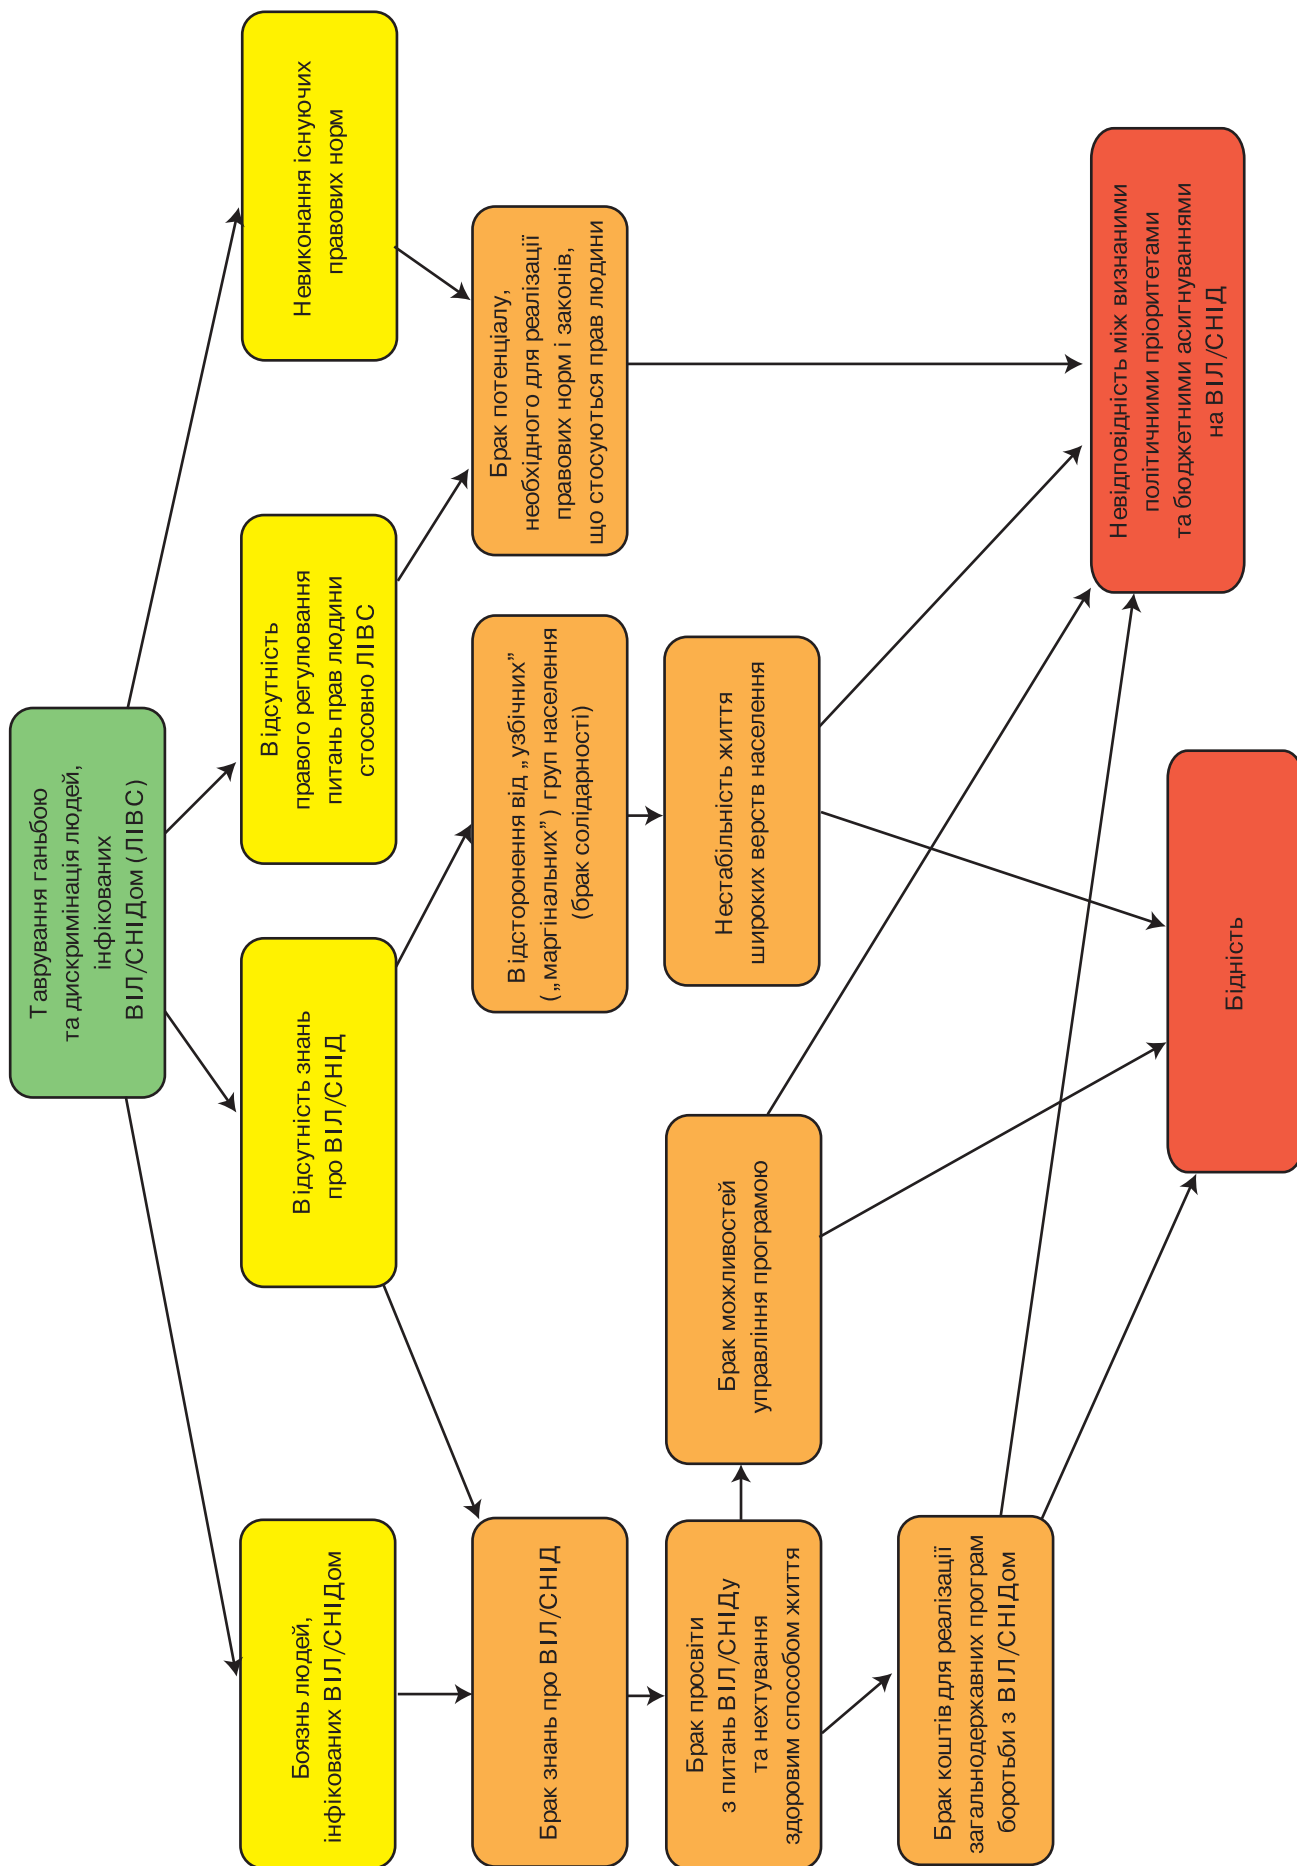 Таврування ганьбою
та дискримінація людей,
інфікованих
ВІЛ/СНІДом (ЛІВС)
Боязнь людей,
інфікованих ВІЛ/СНІДом
Відсутність знань
про ВІЛ/СНІД
Відсутність
правого регулювання
питань прав людини
стосовно ЛІВС
Невиконання існуючих
правових норм
Брак знань про ВІЛ/СНІД
Відсторонення від „узбічних”
(„маргінальних”) груп населення
(брак солідарності)
Брак потенціалу,
необхідного для реалізації
правових норм і законів,
що стосуються прав людини
Брак просвіти
з питань ВІЛ/СНІДу
та нехтування
здоровим способом життя
Брак можливостей
управління програмою
Нестабільність життя
широких верств населення
Брак коштів для реалізації
загальнодержавних програм
боротьби з ВІЛ/СНІДом
Невідповідність між визнаними
політичними пріоритетами
та бюджетними асигнуваннями
на ВІЛ/СНІД
Бідність